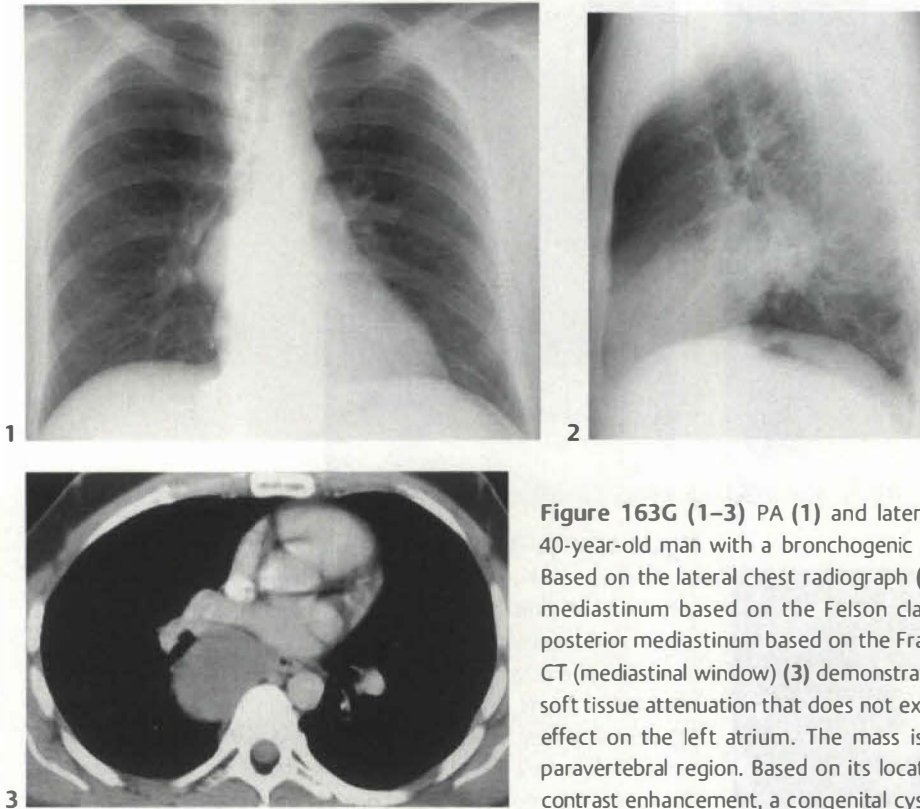 1
2
3
Figure 163G (1–3) PA (1) and later
40-year-old man with a bronchogenic
Based on the lateral chest radiograph (
mediastinum based on the Felson cla
posterior mediastinum based on the Fra
CT (mediastinal window) (3) demonstra
soft tissue attenuation that does not ex
effect on the left atrium. The mass is
paravertebral region. Based on its locat
contrast enhancement, a congenital cys